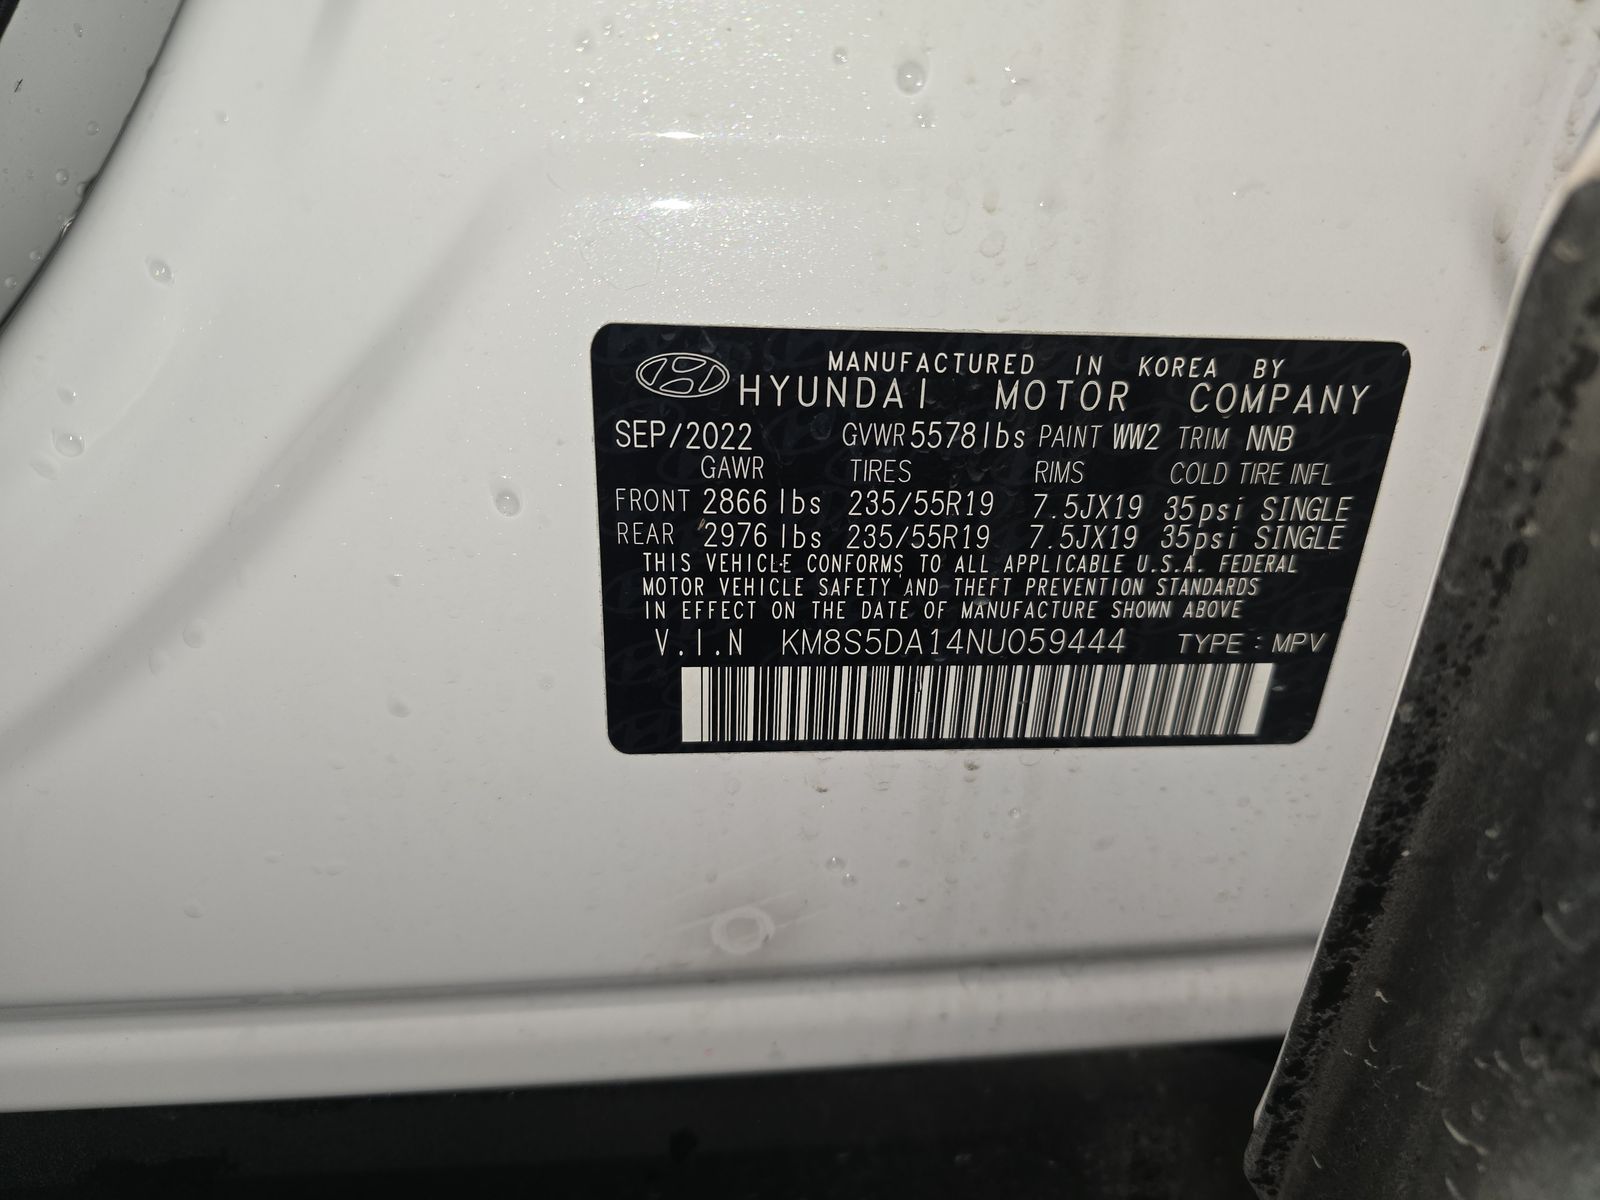 MANUFACTURED IN KOREA BY
HYUNDAI MOTOR COMPANY
SEP/2022 GVWR 5578lbs PAINT WW2 TRIM NNB
GAWR TIRES RIMS COLD TIRE INFL
FRONT 2866 lbs 235/55R19 7.5JX19 35psi SINGLE
REAR 2976 lbs 235/55R19 7.5JX19 35psi SINGLE
THIS VEHICLE CONFORMS TO ALL APPLICABLE U.S.A. FEDERAL
MOTOR VEHICLE SAFETY AND THEFT PREVENTION STANDARDS
IN EFFECT ON THE DATE OF MANUFACTURE SHOWN ABOVE
V.I.N KM8S5DA14NU059444 TYPE : MPV